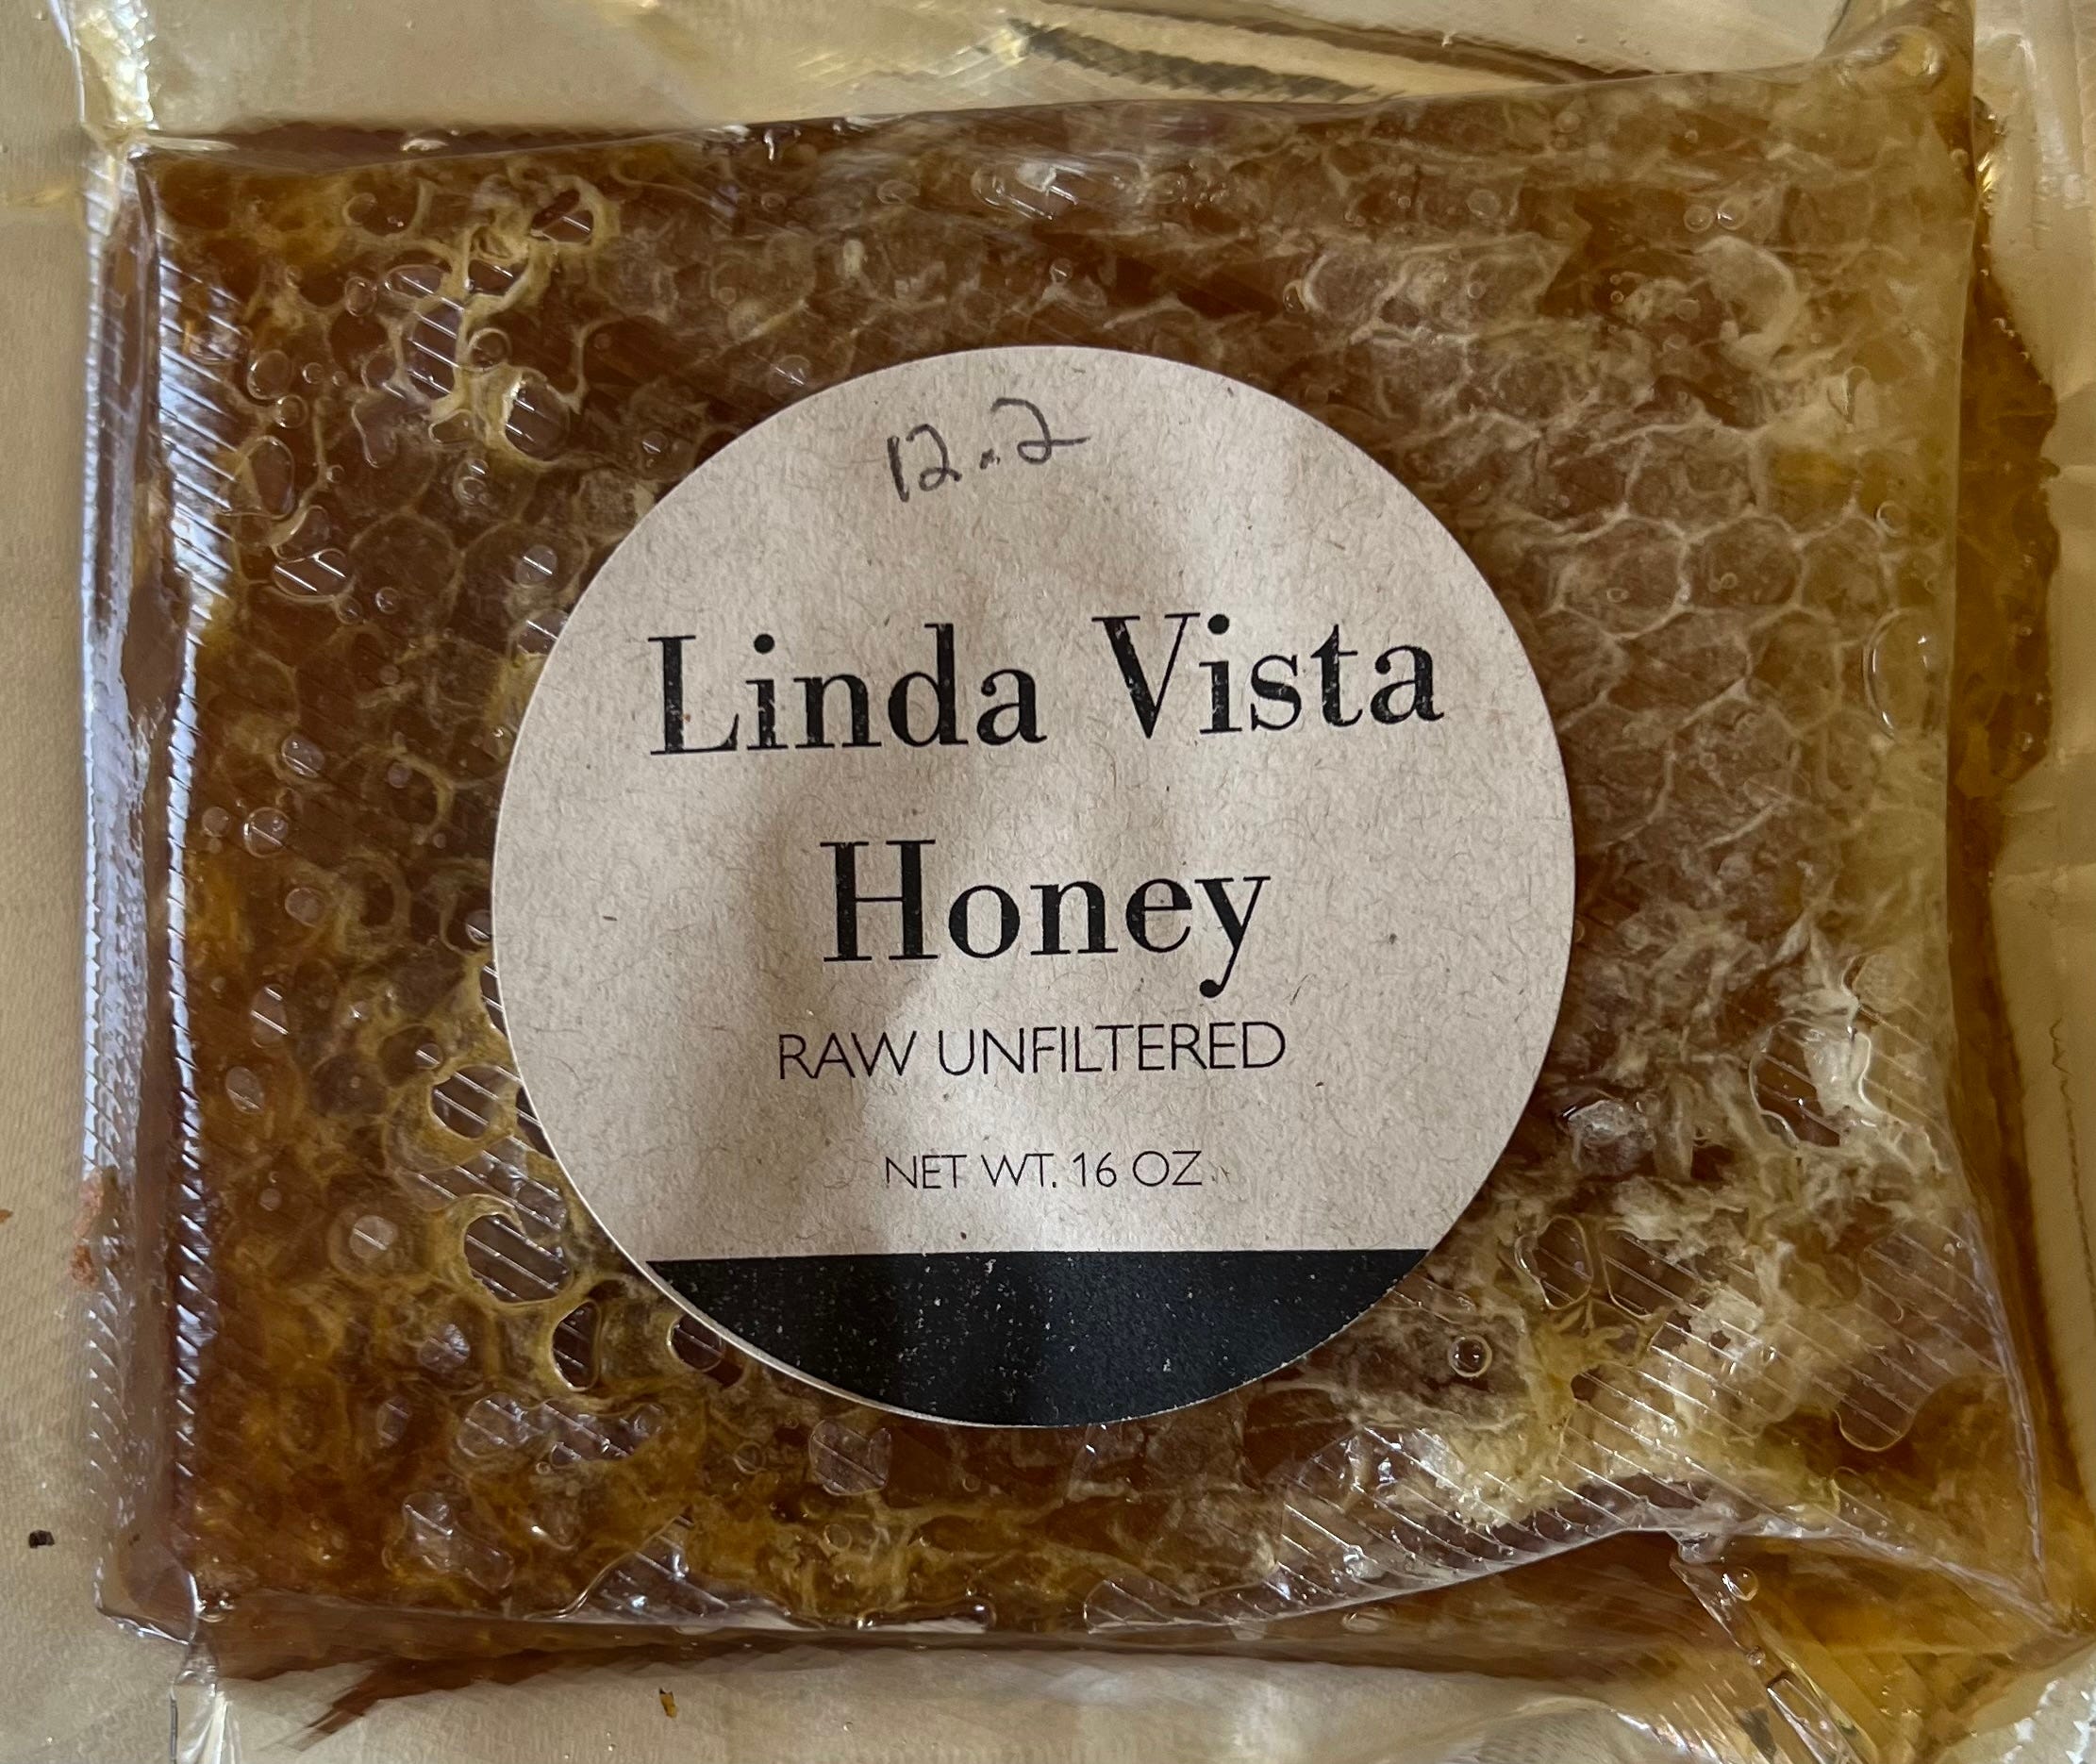 12.2
Linda Vista
Honey
RAW UNFILTERED
NET WT. 16 OZ